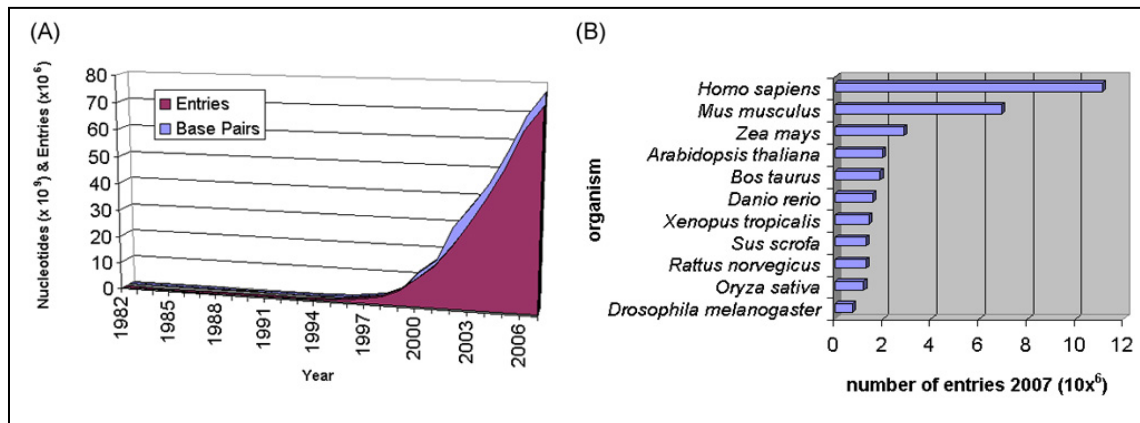 (A)
Nucleotides (x 10⁹) & Entries (x10⁶)
80
70
60
50
40
30
20
10
0
Entries
Base Pairs
1982
1985
1988
1991
1994
1997
2000
2003
2006
Year
(B)
organism
Homo sapiens
Mus musculus
Zea mays
Arabidopsis thaliana
Bos taurus
Danio rerio
Xenopus tropicalis
Sus scrofa
Rattus norvegicus
Oryza sativa
Drosophila melanogaster
0 2 4 6 8 10 12
number of entries 2007 (10x⁶)